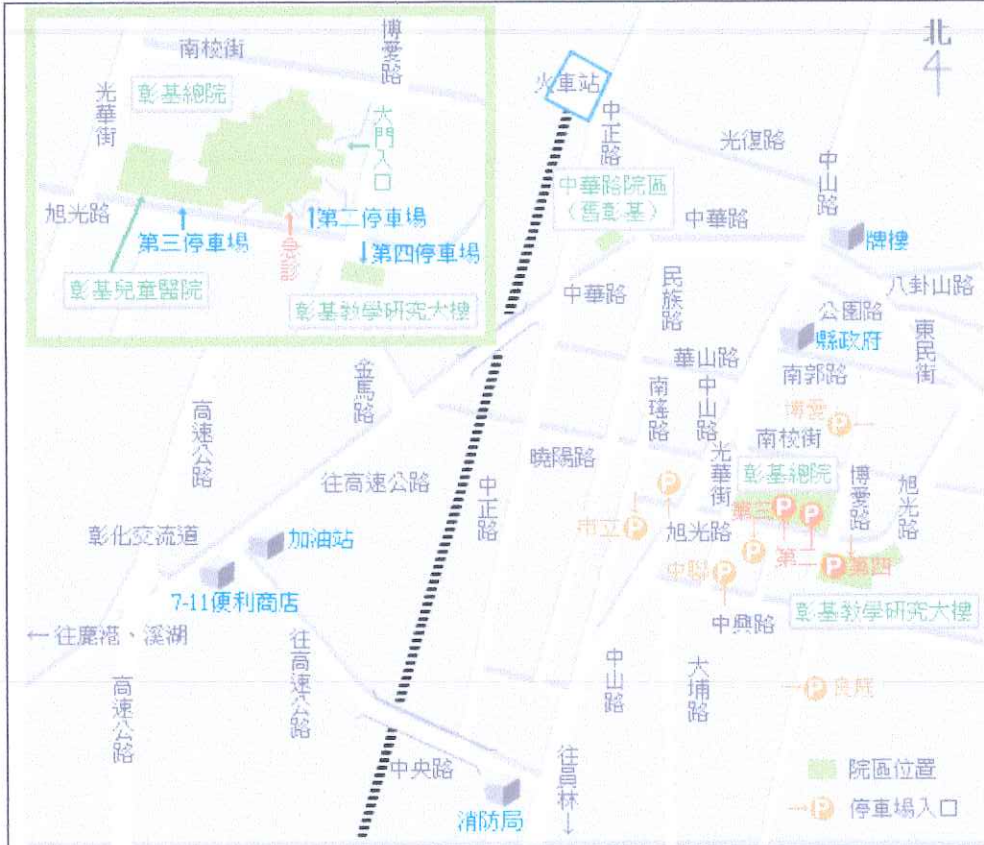 南校街
博愛路
光華街
彰基總院
大門入口
旭光路
第三停車場
急診
第二停車場
第四停車場
彰基兒童醫院
彰基教學研究大樓
北
火車站
中正路
光復路
中山路
中華路院區
(舊彰基)
中華路
牌樓
中華路
民族路
八卦山路
公園路
縣政府
東民街
華山路
南郭路
金馬路
南瑤路
中山路
博愛
高速公路
南校街
曉陽路
光華街
彰基總院
博愛路
旭光路
往高速公路
中正路
市立
旭光路
第三
彰化交流道
加油站
中聯
第二
第四
7-11便利商店
中興路
彰基教學研究大樓
←往鹿港、溪湖
往高速公路
高速公路
中山路
大埔路
中央路
往員林↓
院區位置
停車場入口
消防局